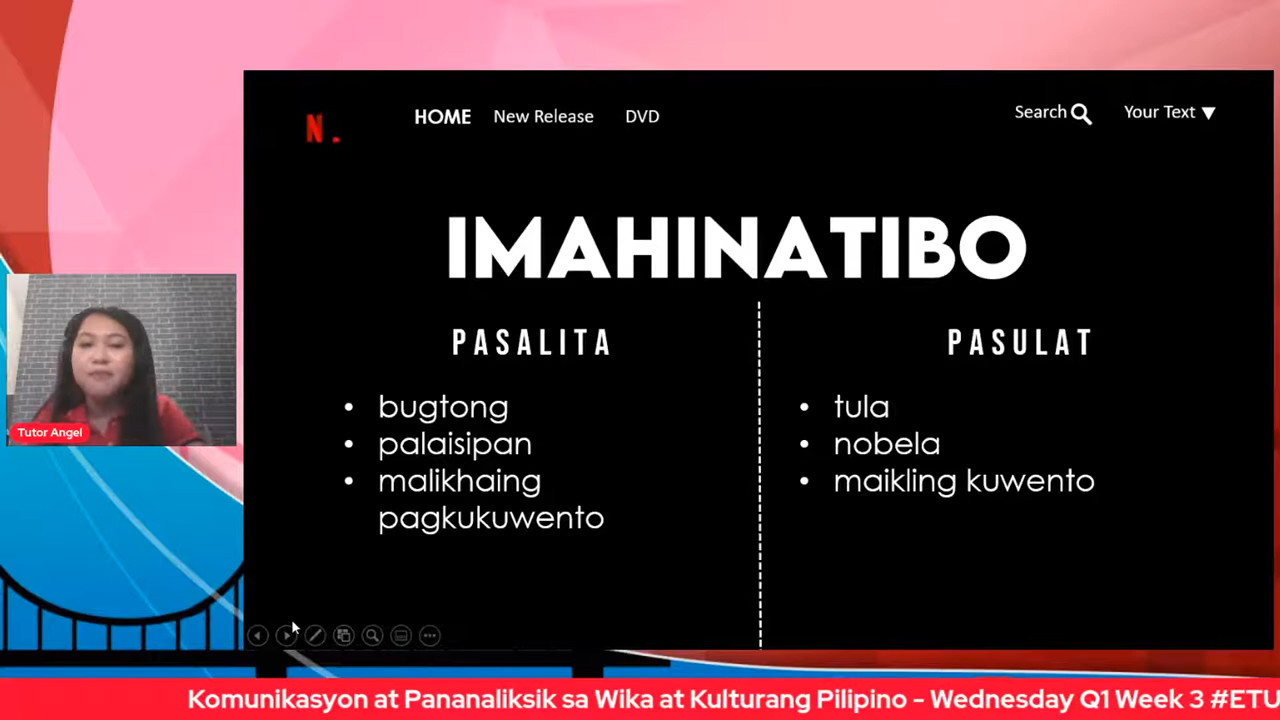 N.
HOME New Release DVD
Search Your Text
IMAHINATIBO
PASALITA
• bugtong
• palaisipan
• malikhaing
pagkukuwento
PASULAT
• tula
• nobela
• maikling kuwento
Tutor Angel
Komunikasyon at Pananaliksik sa Wika at Kulturang Pilipino - Wednesday Q1 Week 3 #ETU